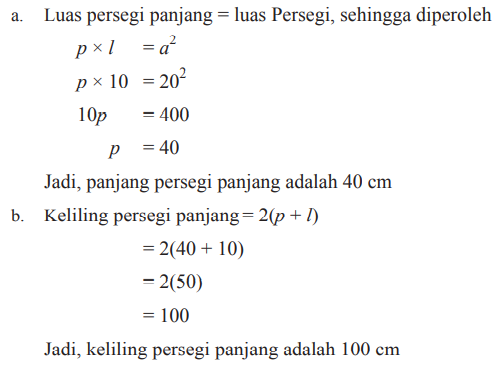 a. Luas persegi panjang = luas Persegi, sehingga diperoleh
p × l = a²
p × 10 = 20²
10p = 400
p = 40
Jadi, panjang persegi panjang adalah 40 cm
b. Keliling persegi panjang = 2(p + l)
= 2(40 + 10)
= 2(50)
= 100
Jadi, keliling persegi panjang adalah 100 cm